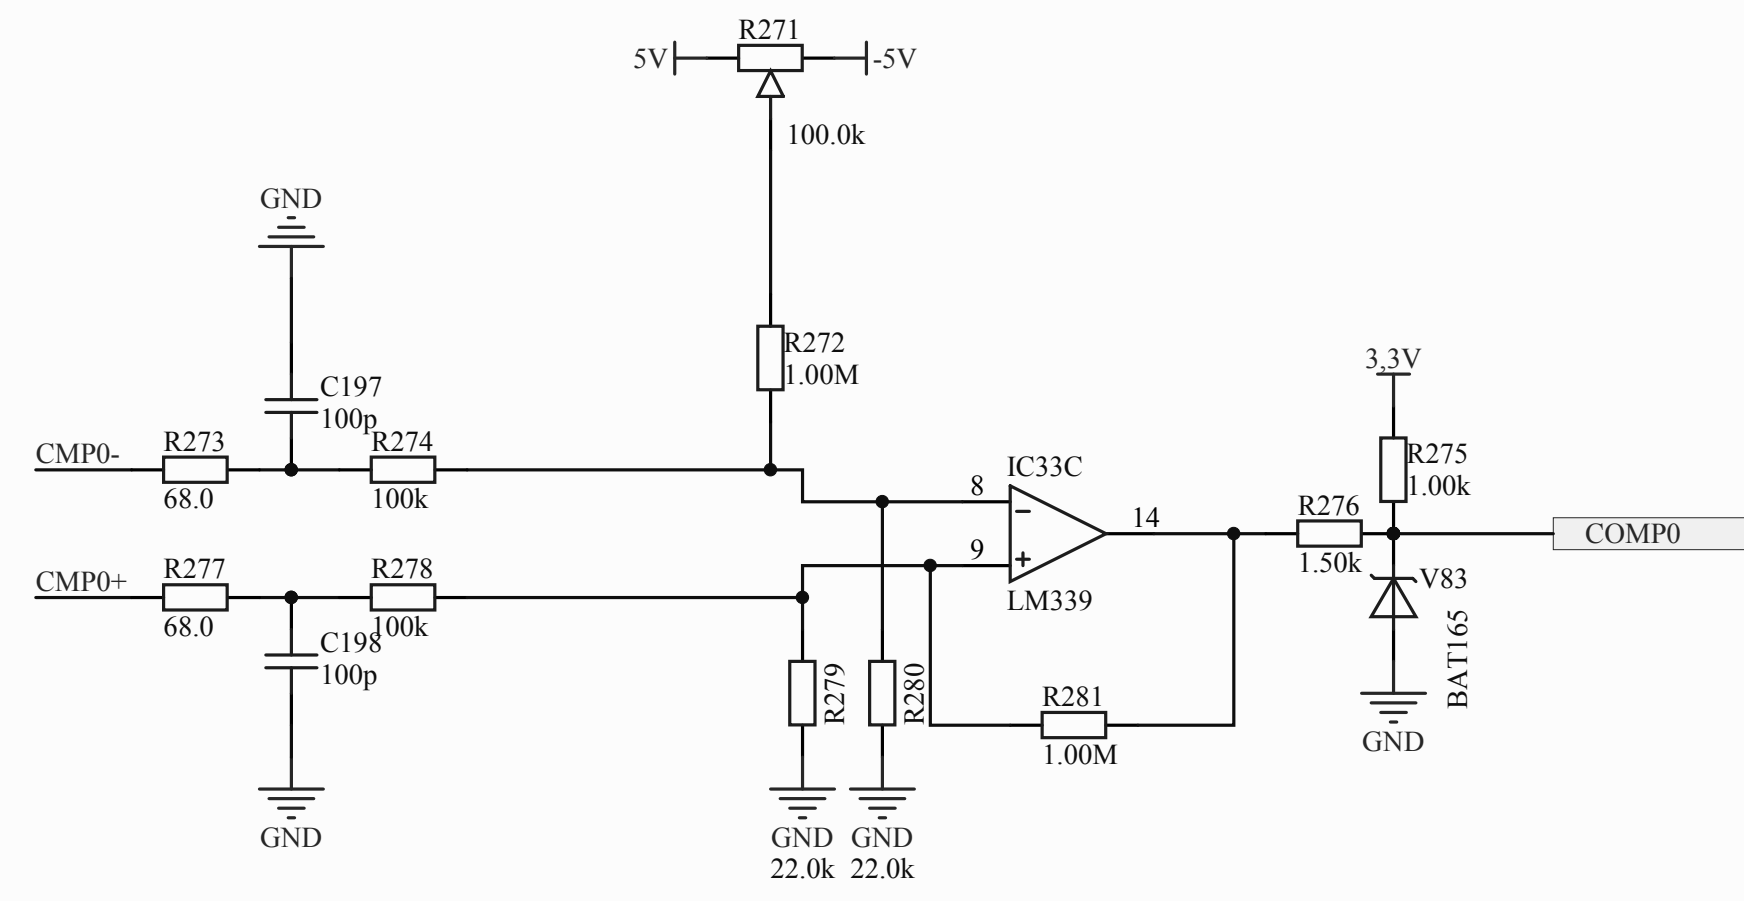 R271
5V
-5V
100.0k
GND
R272
1.00M
3,3V
C197
100p
R273
R274
CMP0-
68.0
100k
IC33C
R275
1.00k
8
−
14
R276
COMP0
9
+
1.50k
R277
R278
CMP0+
V83
LM339
68.0
100k
C198
100p
R279
R280
R281
BAT165
1.00M
GND
GND
GND
GND
22.0k
22.0k